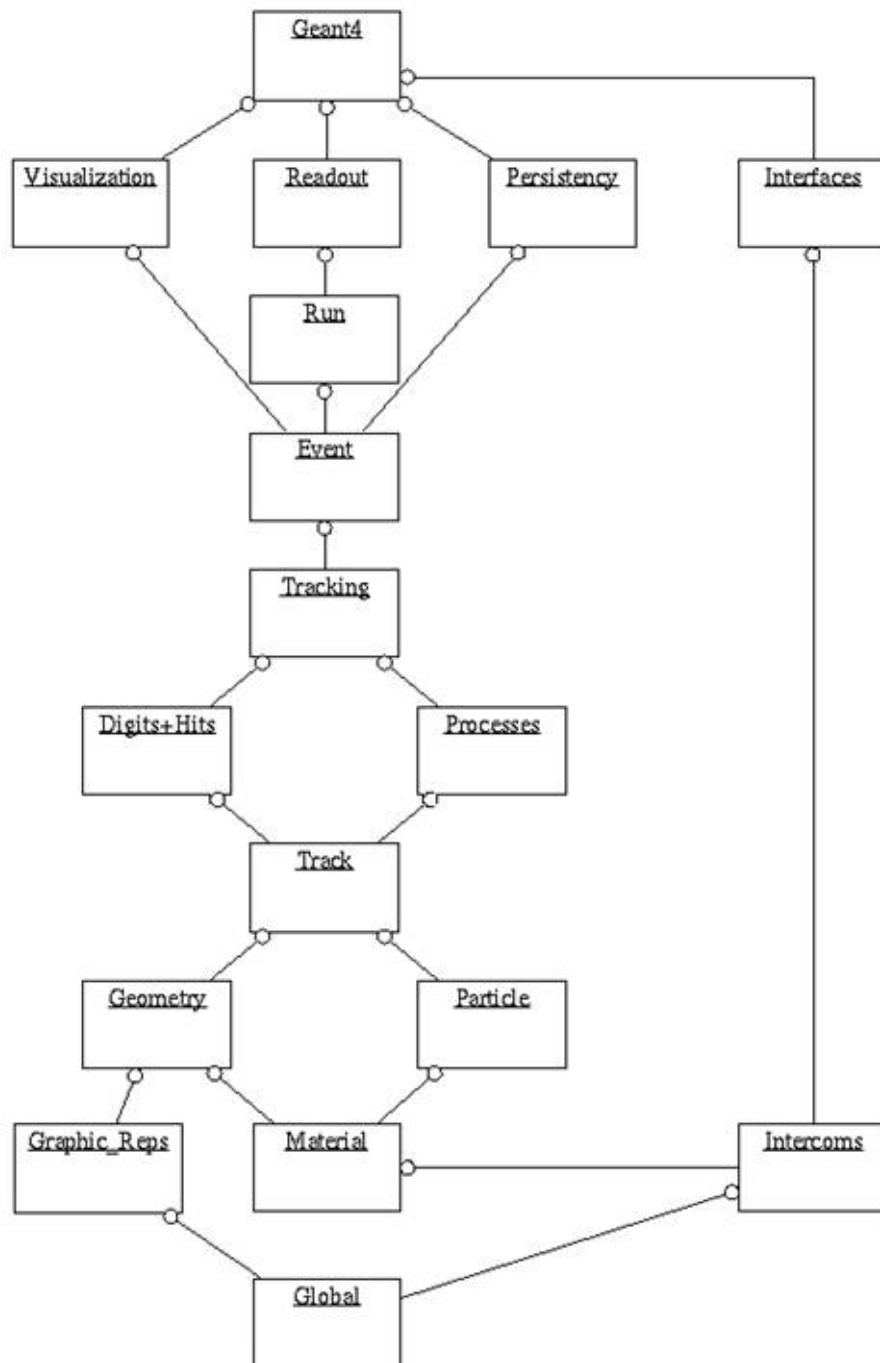 Geant4
Visualization
Readout
Persistency
Interfaces
Run
Event
Tracking
Digits+Hits
Processes
Track
Geometry
Particle
Graphic_Reps
Material
Intercoms
Global